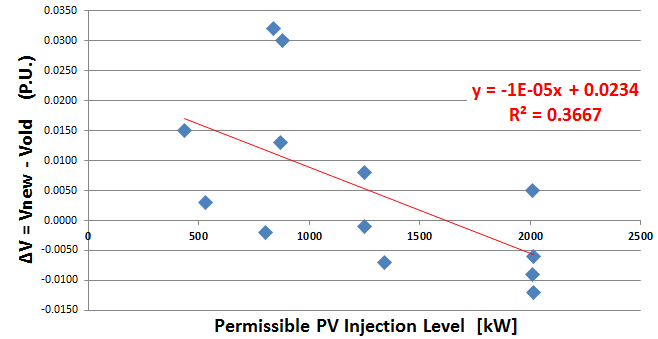 0.0350
0.0300
0.0250
0.0200
0.0150
0.0100
0.0050
0.0000
-0.0050
-0.0100
-0.0150
ΔV = Vnew - Vold (P.U.)
y = -1E-05x + 0.0234
R² = 0.3667
0 500 1000 1500 2000 2500
Permissible PV Injection Level [kW]